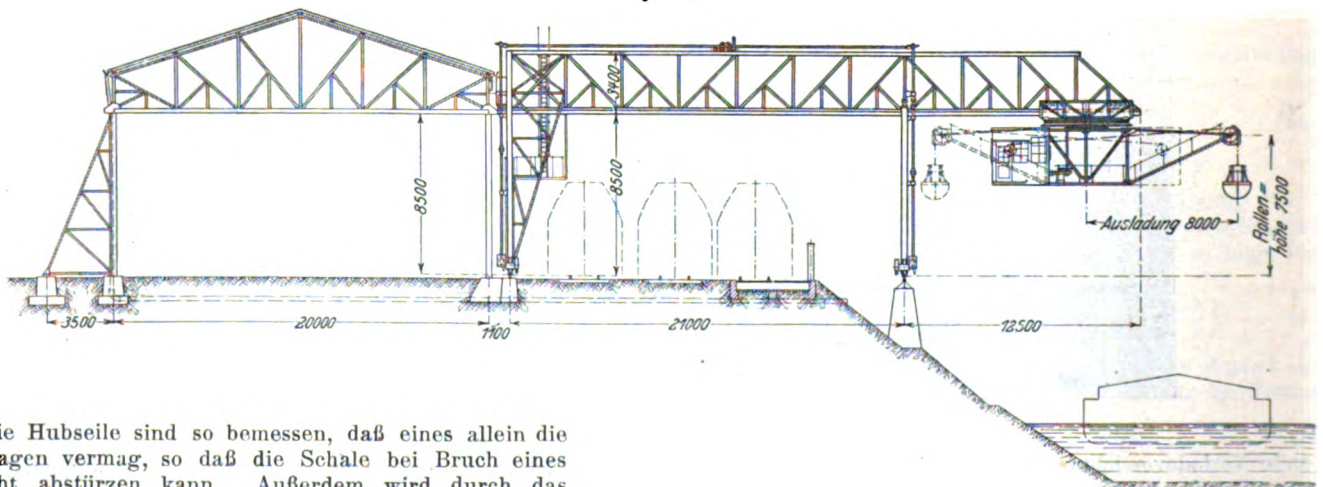 3400
8500
8500
Ausladung 8000
Rollen=
höhe 7500
3500
20000
1100
21000
12500
ie Hubseile sind so bemessen, daß eines allein die
agen vermag, so daß die Schale bei Bruch eines
ht abstürzen kann. Außerdem wird durch das